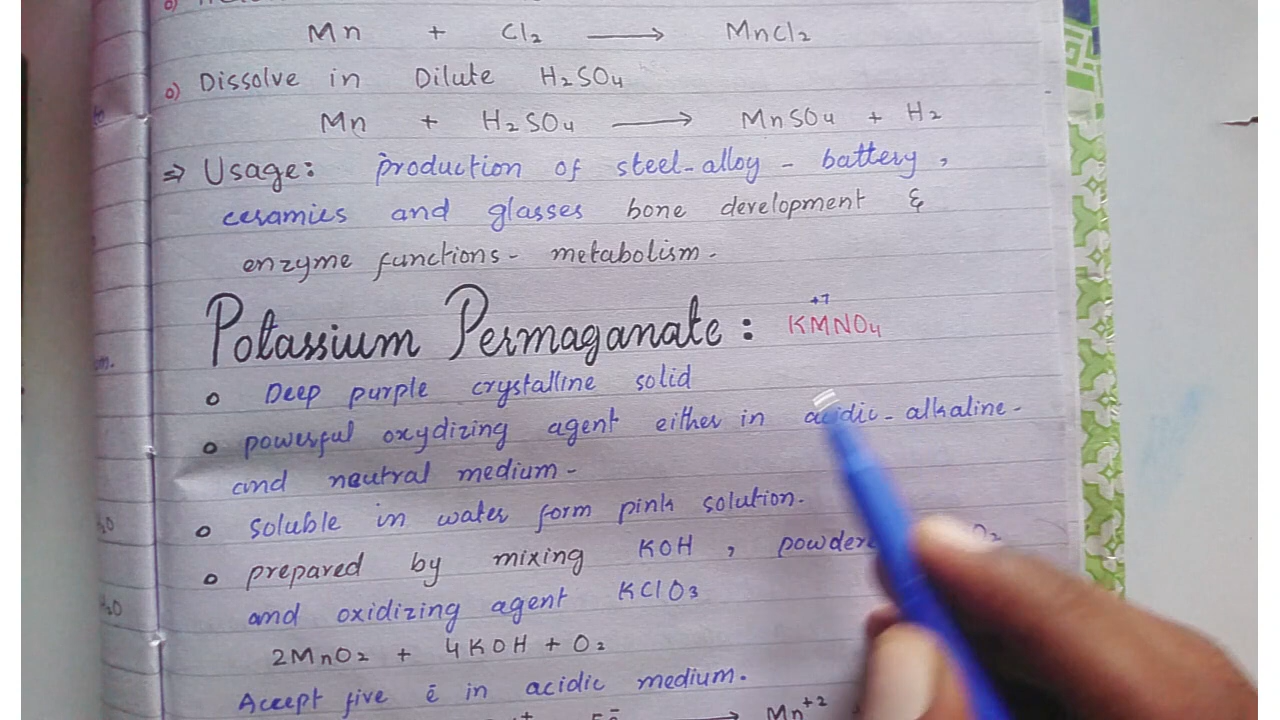 o)
Mn + Cl2 ⟶ MnCl2
o) Dissolve in Dilute H2SO4
Mn + H2SO4 ⟶ MnSO4 + H2
⇒ Usage: production of steel-alloy - battery,
ceramics and glasses bone development &
enzyme functions - metabolism.
+7
Potassium Permaganate: KMNO4
o Deep purple crystalline solid
o powerful oxydizing agent either in acidic - alkaline -
and neutral medium -
o soluble in water form pink solution.
o prepared by mixing KOH,
and oxidizing agent KClO3
2MnO2 + 4KOH + O2
Accept five ē in acidic medium.
⟶ Mn+2